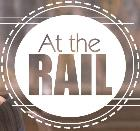 At the
RAIL